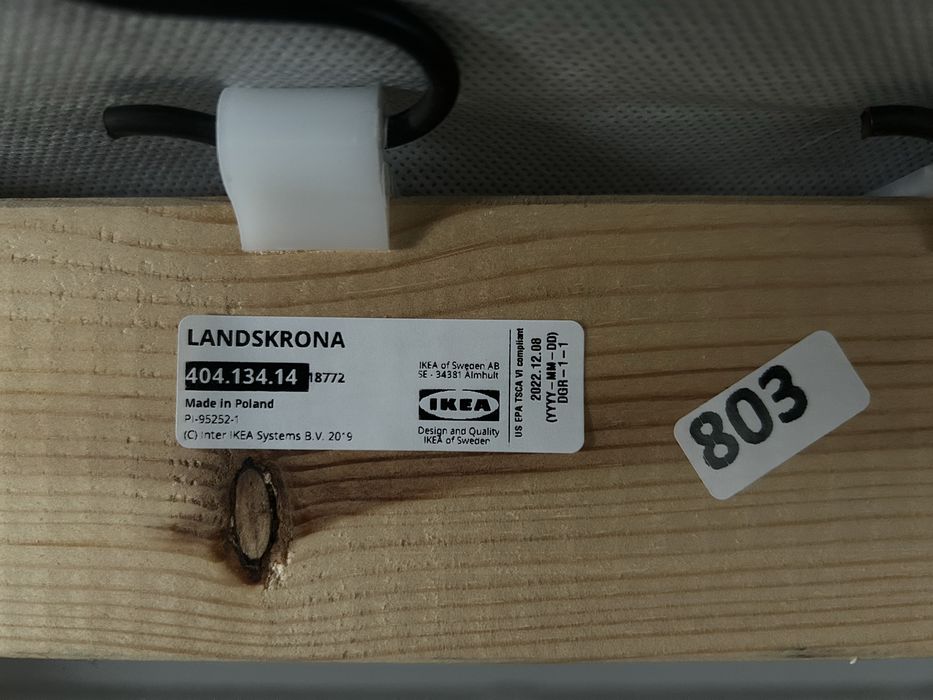 LANDSKRONA
404.134.14 18772
Made in Poland
PI-95252-1
(C) Inter IKEA Systems B.V. 2019
IKEA of Sweden AB
SE - 34381 Älmhult
IKEA
Design and Quality
IKEA of Sweden
US EPA TSCA VI compliant
2022.12.08
(YYYY-MM-DD)
DGR-1-1
803